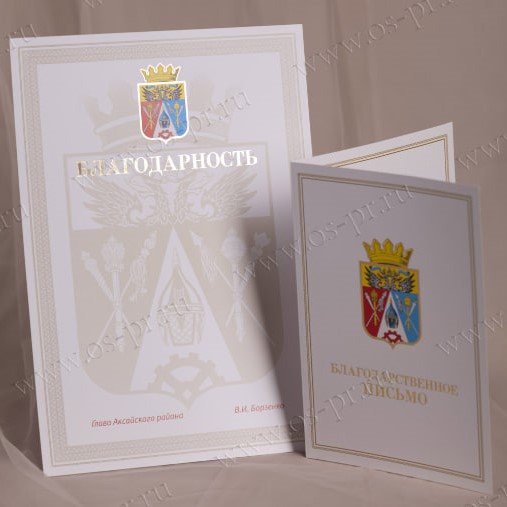 БЛАГОДАРНОСТЬ
Глава Аксайского района
В.И. Борзенко
БЛАГОДАРСТВЕННОЕ
ПИСЬМО
www.os-pr.ru